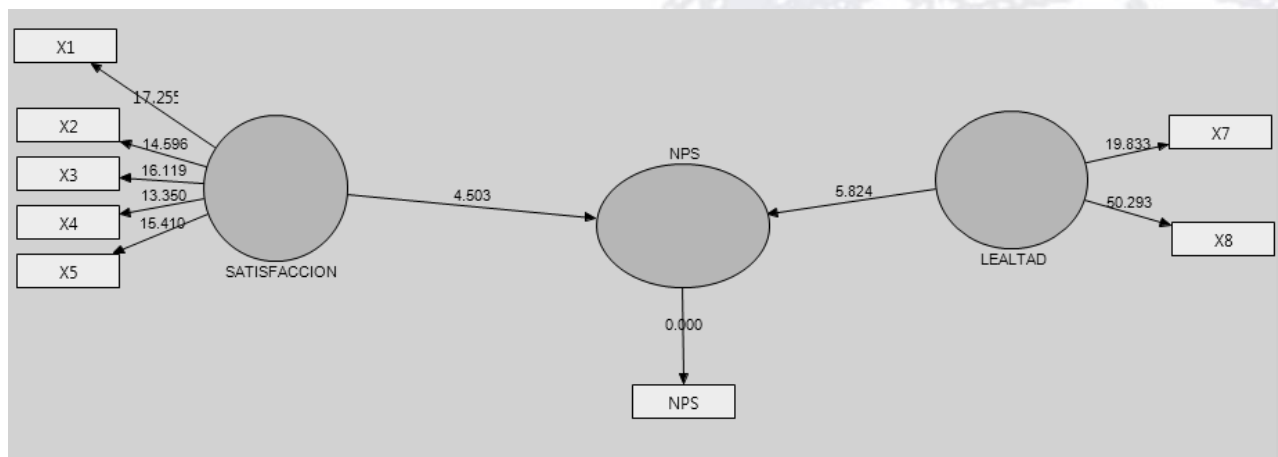 X1
17.255
X2
14.596
X3
16.119
X4
13.350
X5
15.410
SATISFACCION
4.503
NPS
0.000
NPS
5.824
LEALTAD
19.833
X7
50.293
X8